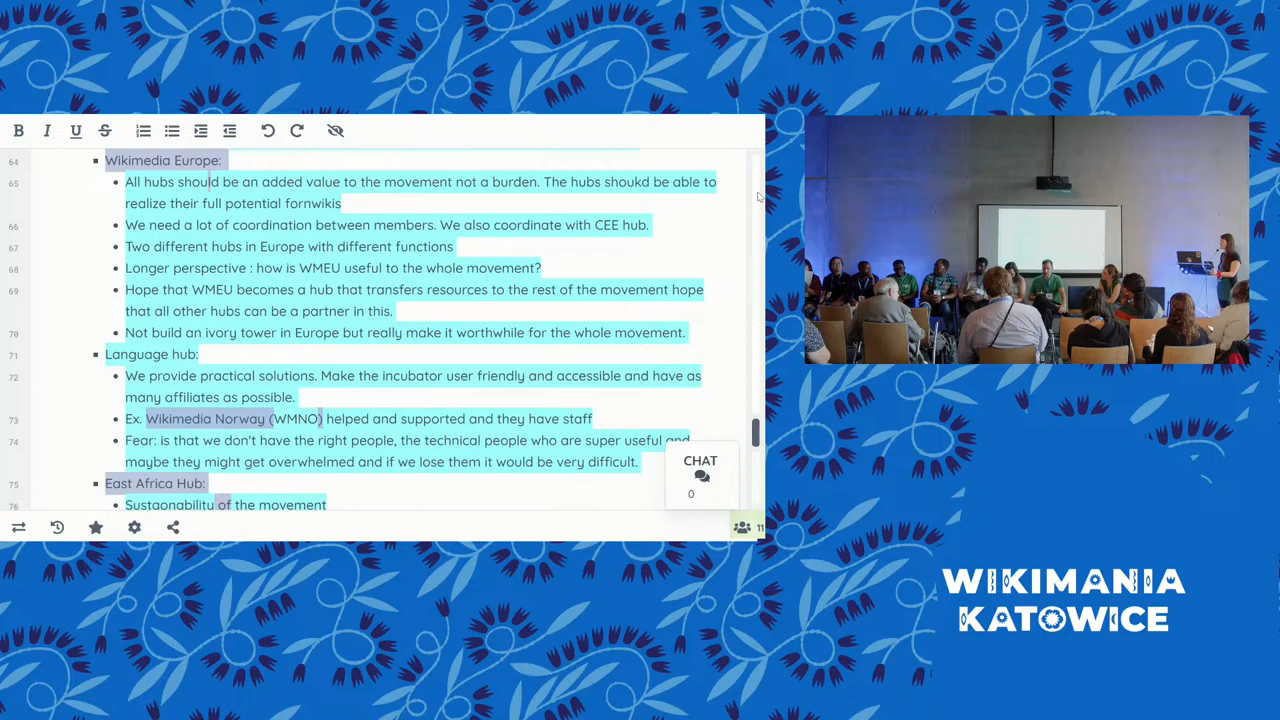 B I U S
64 Wikimedia Europe:
65 All hubs should be an added value to the movement not a burden. The hubs shoukd be able to
realize their full potential fornwikis
66 We need a lot of coordination between members. We also coordinate with CEE hub.
67 Two different hubs in Europe with different functions
68 Longer perspective : how is WMEU useful to the whole movement?
69 Hope that WMEU becomes a hub that transfers resources to the rest of the movement hope
that all other hubs can be a partner in this.
70 Not build an ivory tower in Europe but really make it worthwhile for the whole movement.
71 Language hub:
72 We provide practical solutions. Make the incubator user friendly and accessible and have as
many affiliates as possible.
73 Ex. Wikimedia Norway (WMNO) helped and supported and they have staff
74 Fear: is that we don't have the right people, the technical people who are super useful and
maybe they might get overwhelmed and if we lose them it would be very difficult.
75 East Africa Hub:
76 Sustaonability of the movement
CHAT
0
11
WIKIMANIA
KATOWICE